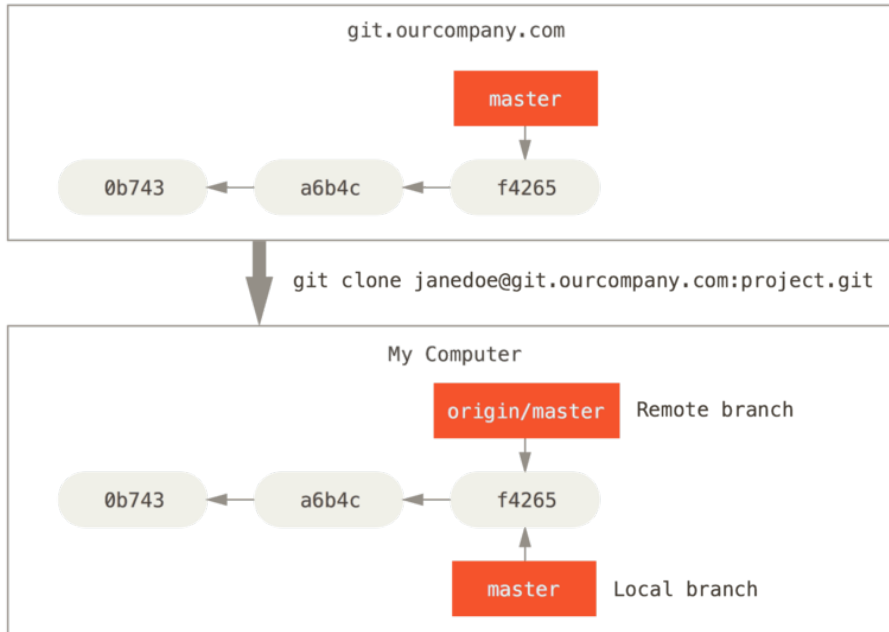 git.ourcompany.com
master
0b743 a6b4c f4265
git clone janedoe@git.ourcompany.com:project.git
My Computer
origin/master Remote branch
0b743 a6b4c f4265
master Local branch